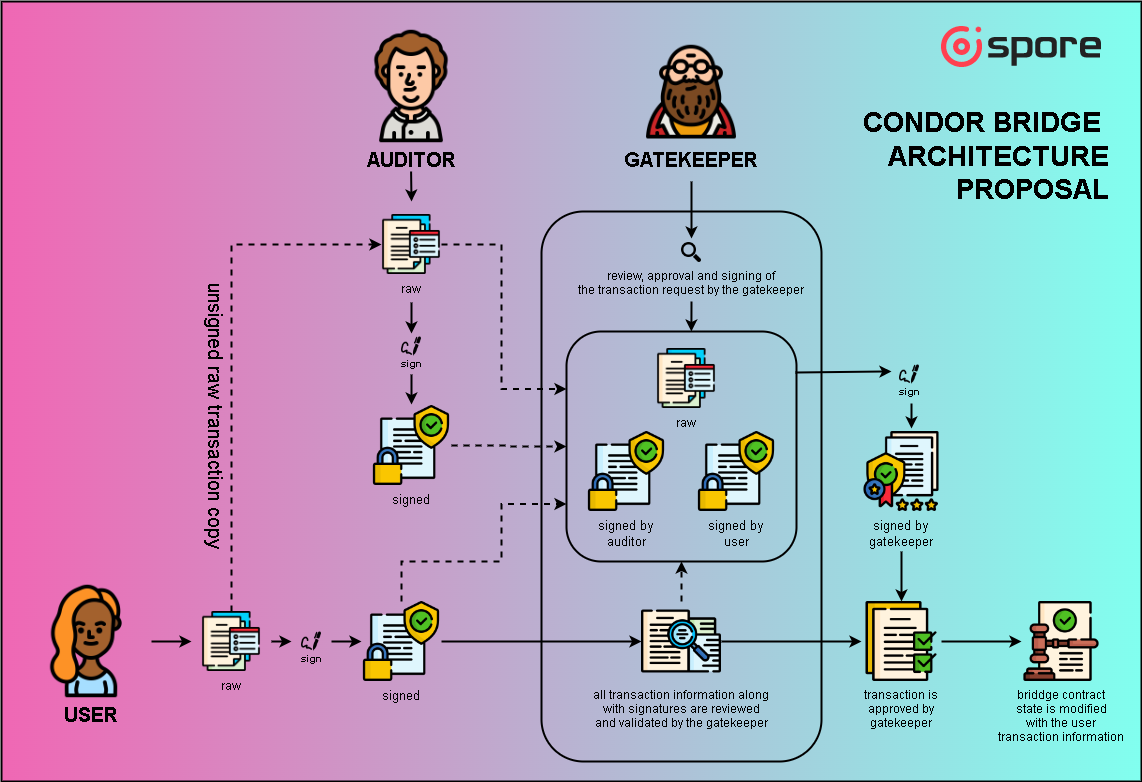 spore
CONDOR BRIDGE
ARCHITECTURE
PROPOSAL
AUDITOR
GATEKEEPER
raw
sign
signed
unsigned raw transaction copy
review, approval and signing of
the transaction request by the gatekeeper
raw
signed by
auditor
signed by
user
sign
signed by
gatekeeper
USER
raw
sign
signed
all transaction information along
with signatures are reviewed
and validated by the gatekeeper
transaction is
approved by
gatekeeper
briddge contract
state is modified
with the user
transaction information